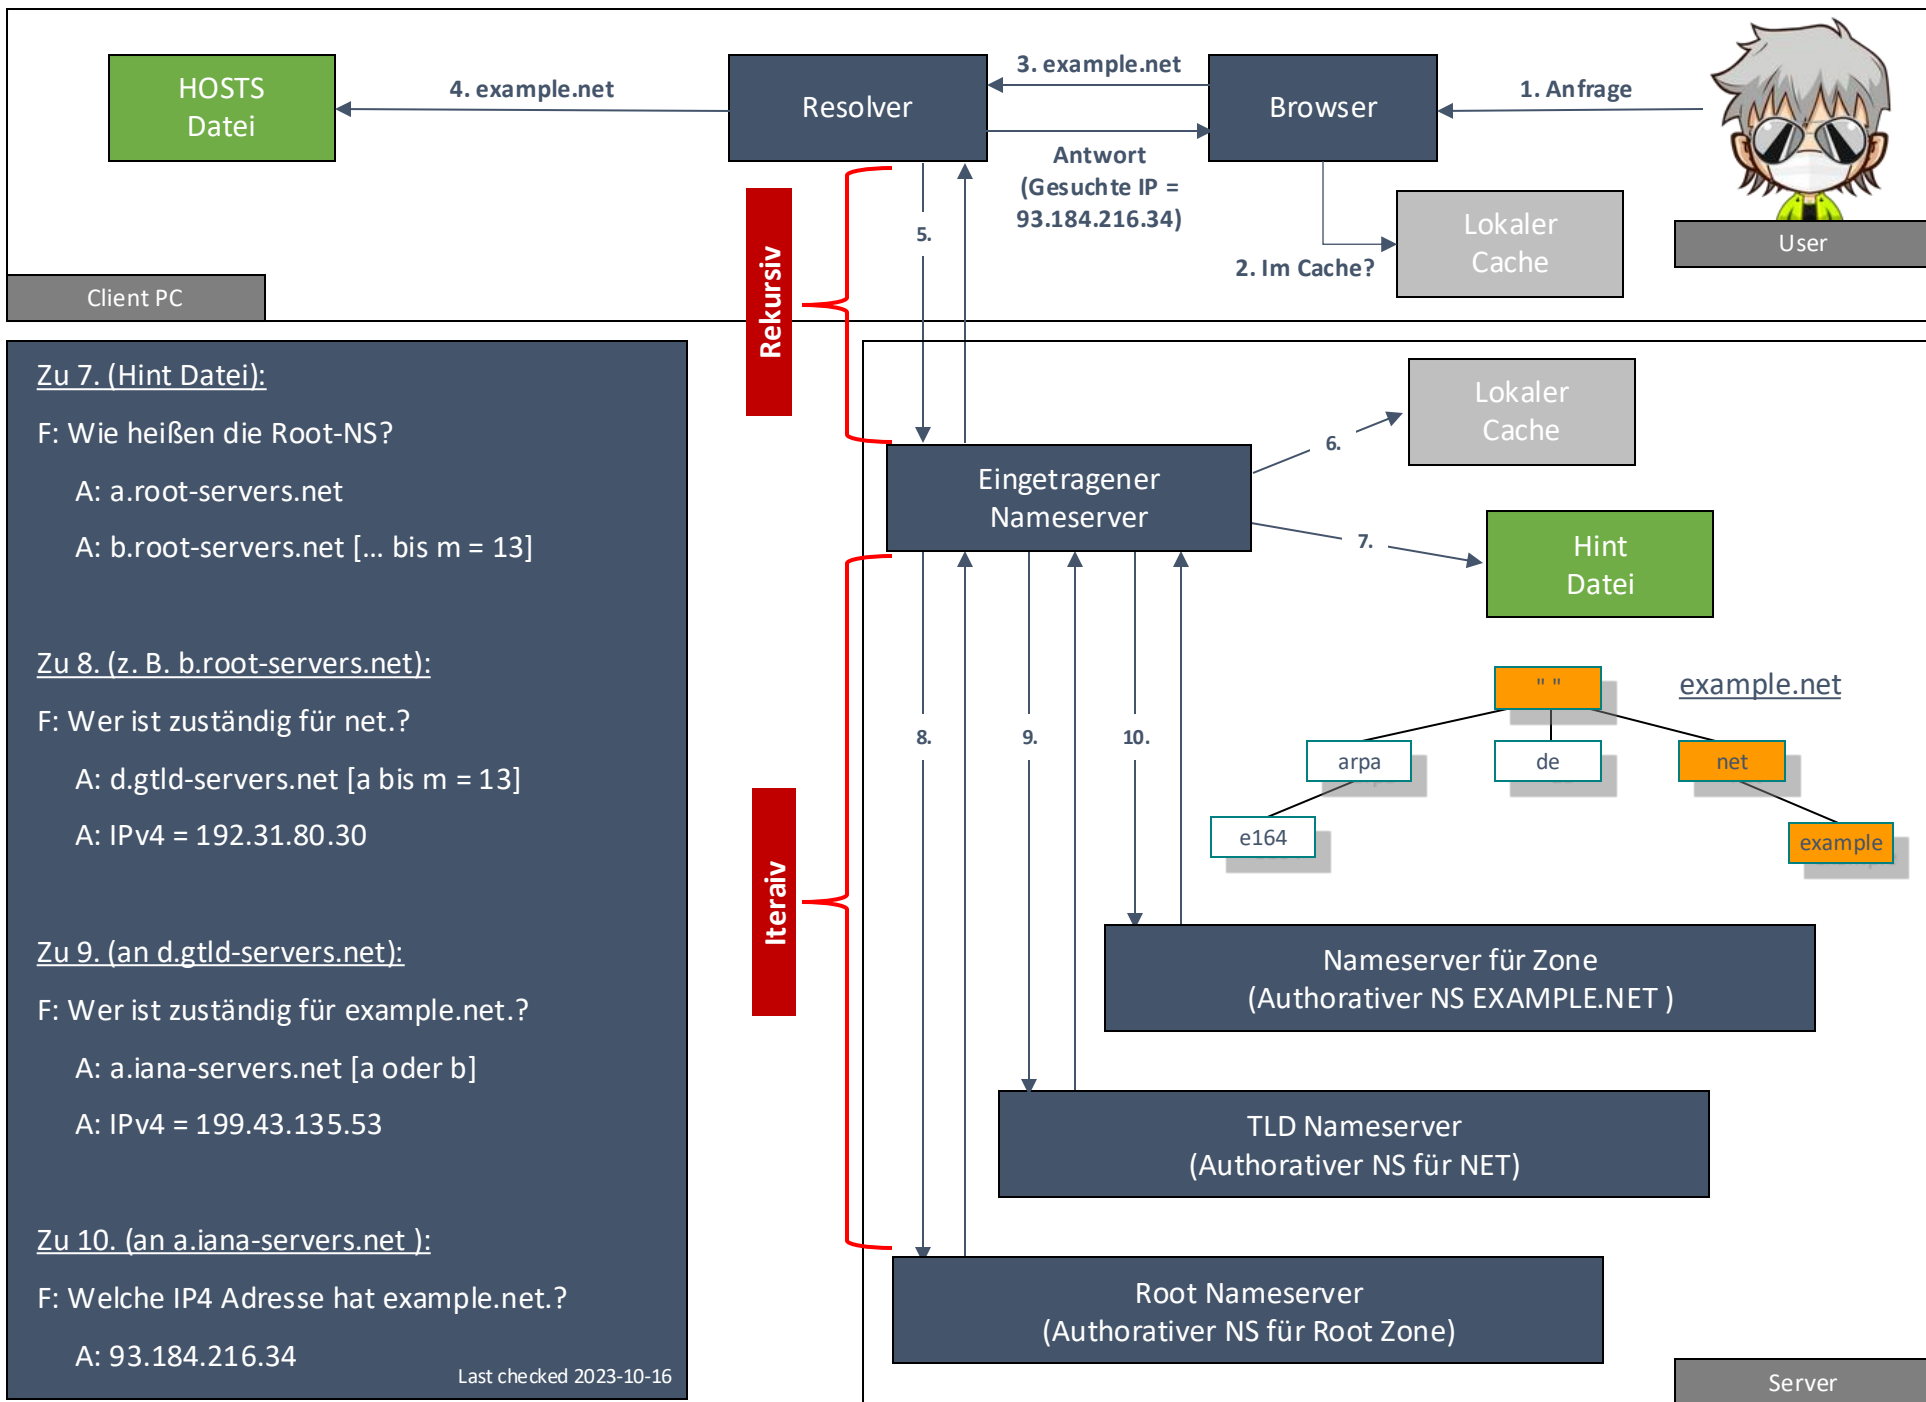 HOSTS
Datei
4. example.net
Resolver
3. example.net
Browser
1. Anfrage
Antwort
(Gesuchte IP =
93.184.216.34)
2. Im Cache?
Lokaler
Cache
User
Client PC
5.
Rekursiv
Zu 7. (Hint Datei):
F: Wie heißen die Root-NS?
A: a.root-servers.net
A: b.root-servers.net [... bis m = 13]
Zu 8. (z. B. b.root-servers.net):
F: Wer ist zuständig für net.?
A: d.gtld-servers.net [a bis m = 13]
A: IPv4 = 192.31.80.30
Zu 9. (an d.gtld-servers.net):
F: Wer ist zuständig für example.net.?
A: a.iana-servers.net [a oder b]
A: IPv4 = 199.43.135.53
Zu 10. (an a.iana-servers.net ):
F: Welche IP4 Adresse hat example.net.?
A: 93.184.216.34
Last checked 2023-10-16
Lokaler
Cache
6.
Eingetragener
Nameserver
7.
Hint
Datei
" "
example.net
arpa
de
net
e164
example
8.
9.
10.
Iteraiv
Nameserver für Zone
(Authorativer NS EXAMPLE.NET )
TLD Nameserver
(Authorativer NS für NET)
Root Nameserver
(Authorativer NS für Root Zone)
Server